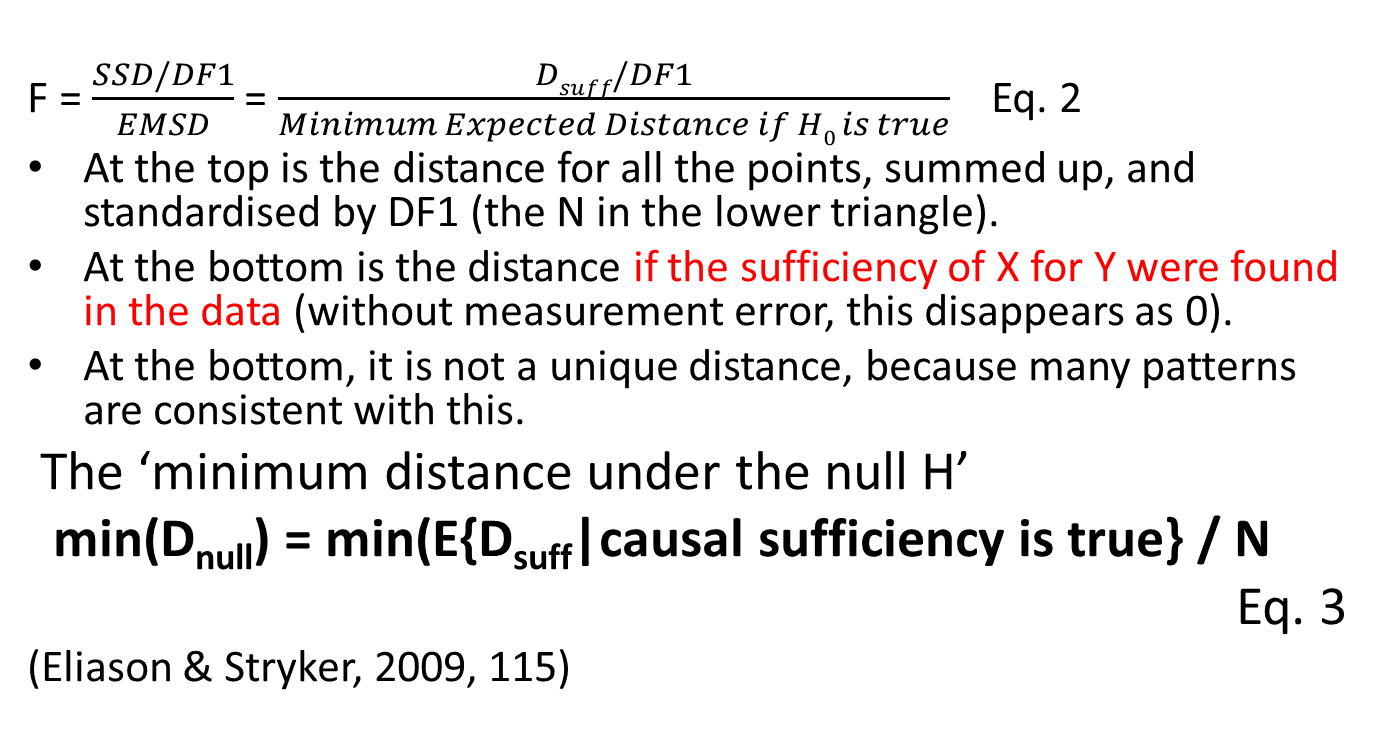 F = SSD/DF1 / EMSD = D_suff/DF1 / Minimum Expected Distance if H_0 is true Eq. 2
• At the top is the distance for all the points, summed up, and
standardised by DF1 (the N in the lower triangle).
• At the bottom is the distance if the sufficiency of X for Y were found
in the data (without measurement error, this disappears as 0).
• At the bottom, it is not a unique distance, because many patterns
are consistent with this.
The ‘minimum distance under the null H’
min(D_null) = min(E{D_suff|causal sufficiency is true} / N
Eq. 3
(Eliason & Stryker, 2009, 115)